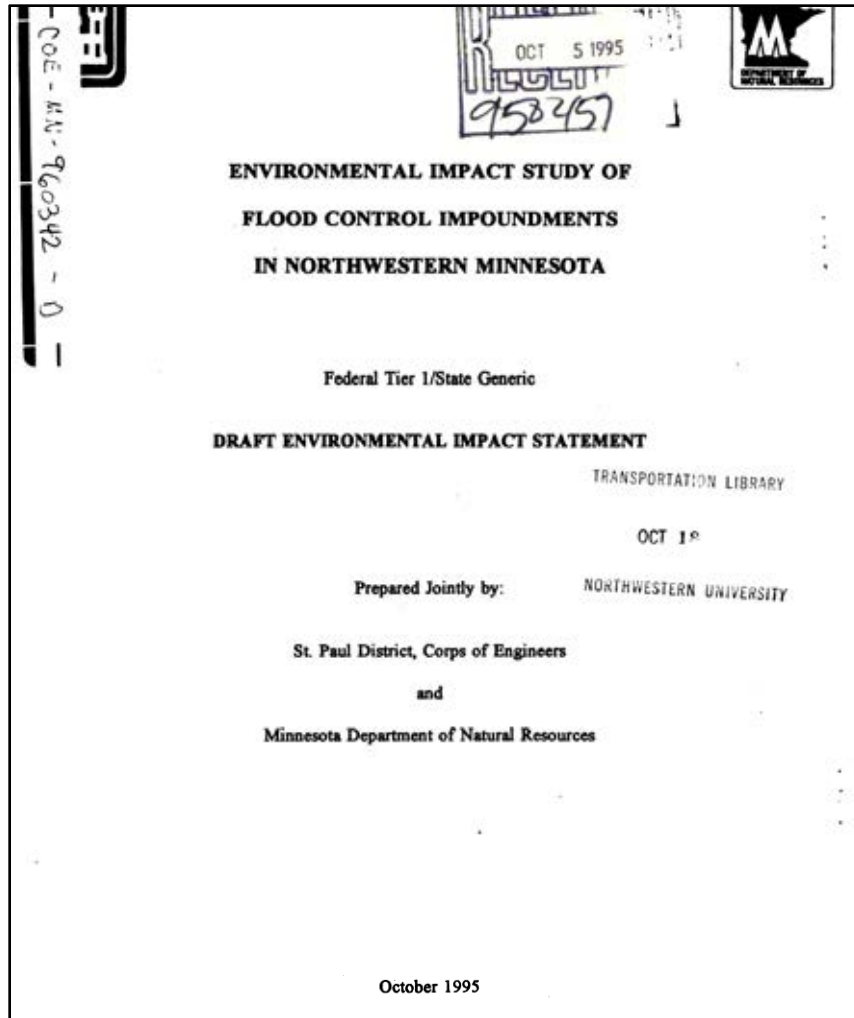 COE - MN - 960342 - D
OCT 5 1995
958457
DEPARTMENT OF
NATURAL RESOURCES
ENVIRONMENTAL IMPACT STUDY OF
FLOOD CONTROL IMPOUNDMENTS
IN NORTHWESTERN MINNESOTA
Federal Tier 1/State Generic
DRAFT ENVIRONMENTAL IMPACT STATEMENT
TRANSPORTATION LIBRARY
OCT 18
Prepared Jointly by:
NORTHWESTERN UNIVERSITY
St. Paul District, Corps of Engineers
and
Minnesota Department of Natural Resources
October 1995